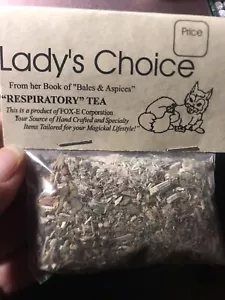 Price
Lady's Choice
From her Book of "Bales & Aspices"
"RESPIRATORY" TEA
This is a product of FOX-E Corporation.
Your Source of Hand Crafted and Specialty
Items Tailored for your Magickal Lifestyle!